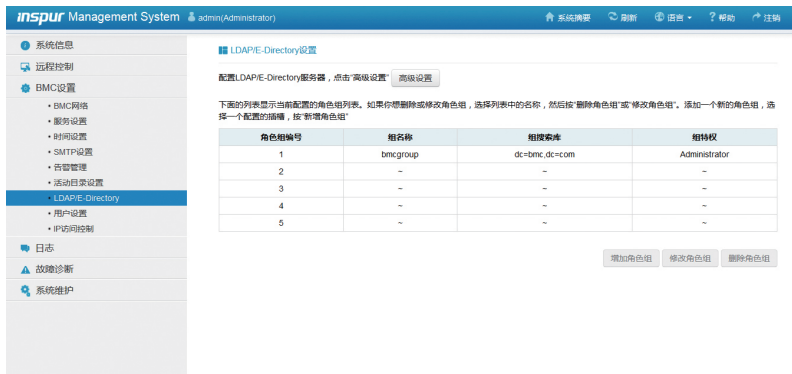 inspur Management System admin(Administrator) 系统摘要 刷新 语言 ? 帮助 注销
系统信息
远程控制
BMC设置
• BMC网络
• 服务设置
• 时间设置
• SMTP设置
• 告警管理
• 活动目录设置
• LDAP/E-Directory
• 用户设置
• IP访问控制
日志
故障诊断
系统维护
LDAP/E-Directory设置
配置LDAP/E-Directory服务器，点击“高级设置” 高级设置
下面的列表显示当前配置的角色组列表。如果你想删除或修改角色组，选择列表中的名称，然后按“删除角色组”或“修改角色组”。添加一个新的角色组，选
择一个配置的插槽，按“新增角色组”
角色组编号 组名称 组搜索库 组特权
1 bmcgroup dc=bmc,dc=com Administrator
2 ~ ~ ~
3 ~ ~ ~
4 ~ ~ ~
5 ~ ~ ~
增加角色组 修改角色组 删除角色组